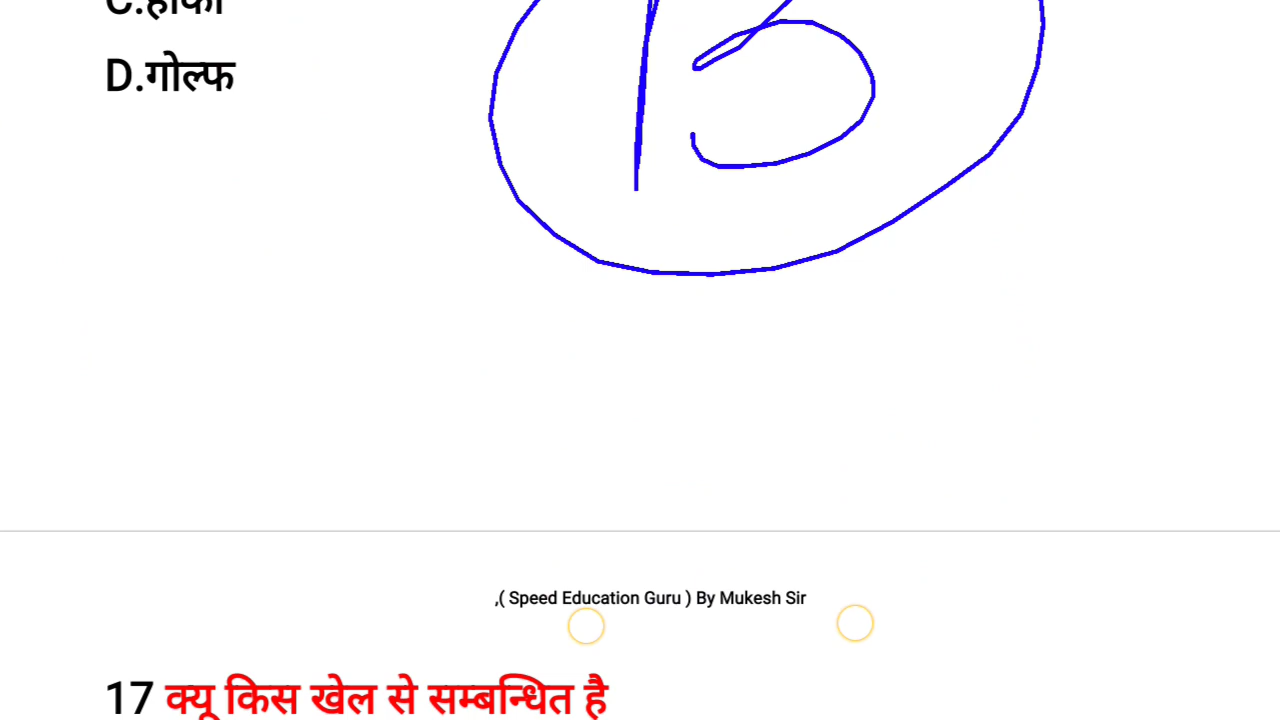 C.हॉकी
D.गोल्फ
B
,( Speed Education Guru ) By Mukesh Sir
17 क्यू किस खेल से सम्बन्धित है